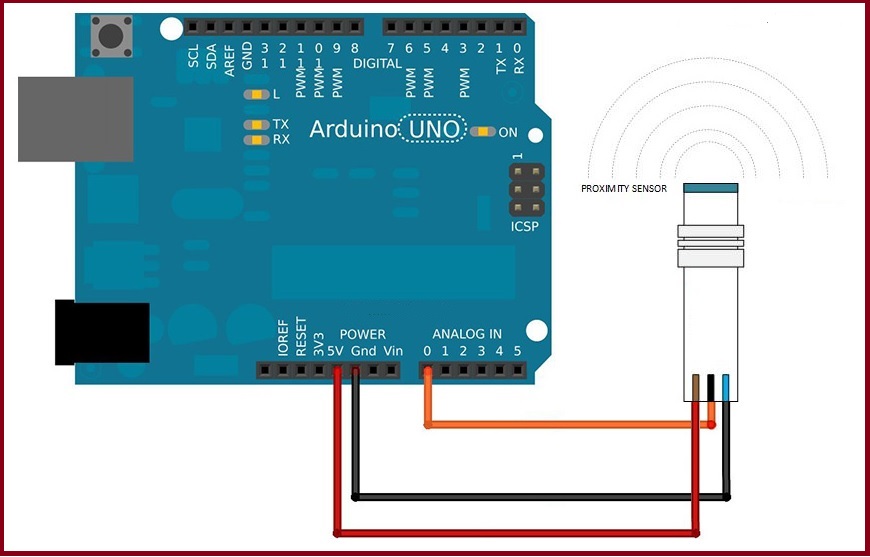 SCL
SDA
AREF
GND
13
12
PWM 11
PWM 10
PWM 9
8
DIGITAL
7
PWM 6
PWM 5
4
PWM 3
2
TX 1
RX 0
L
TX
RX
Arduino UNO
ON
1
ICSP
PROXIMITY SENSOR
POWER
IOREF
RESET
3V3
5V Gnd Vin
ANALOG IN
0 1 2 3 4 5